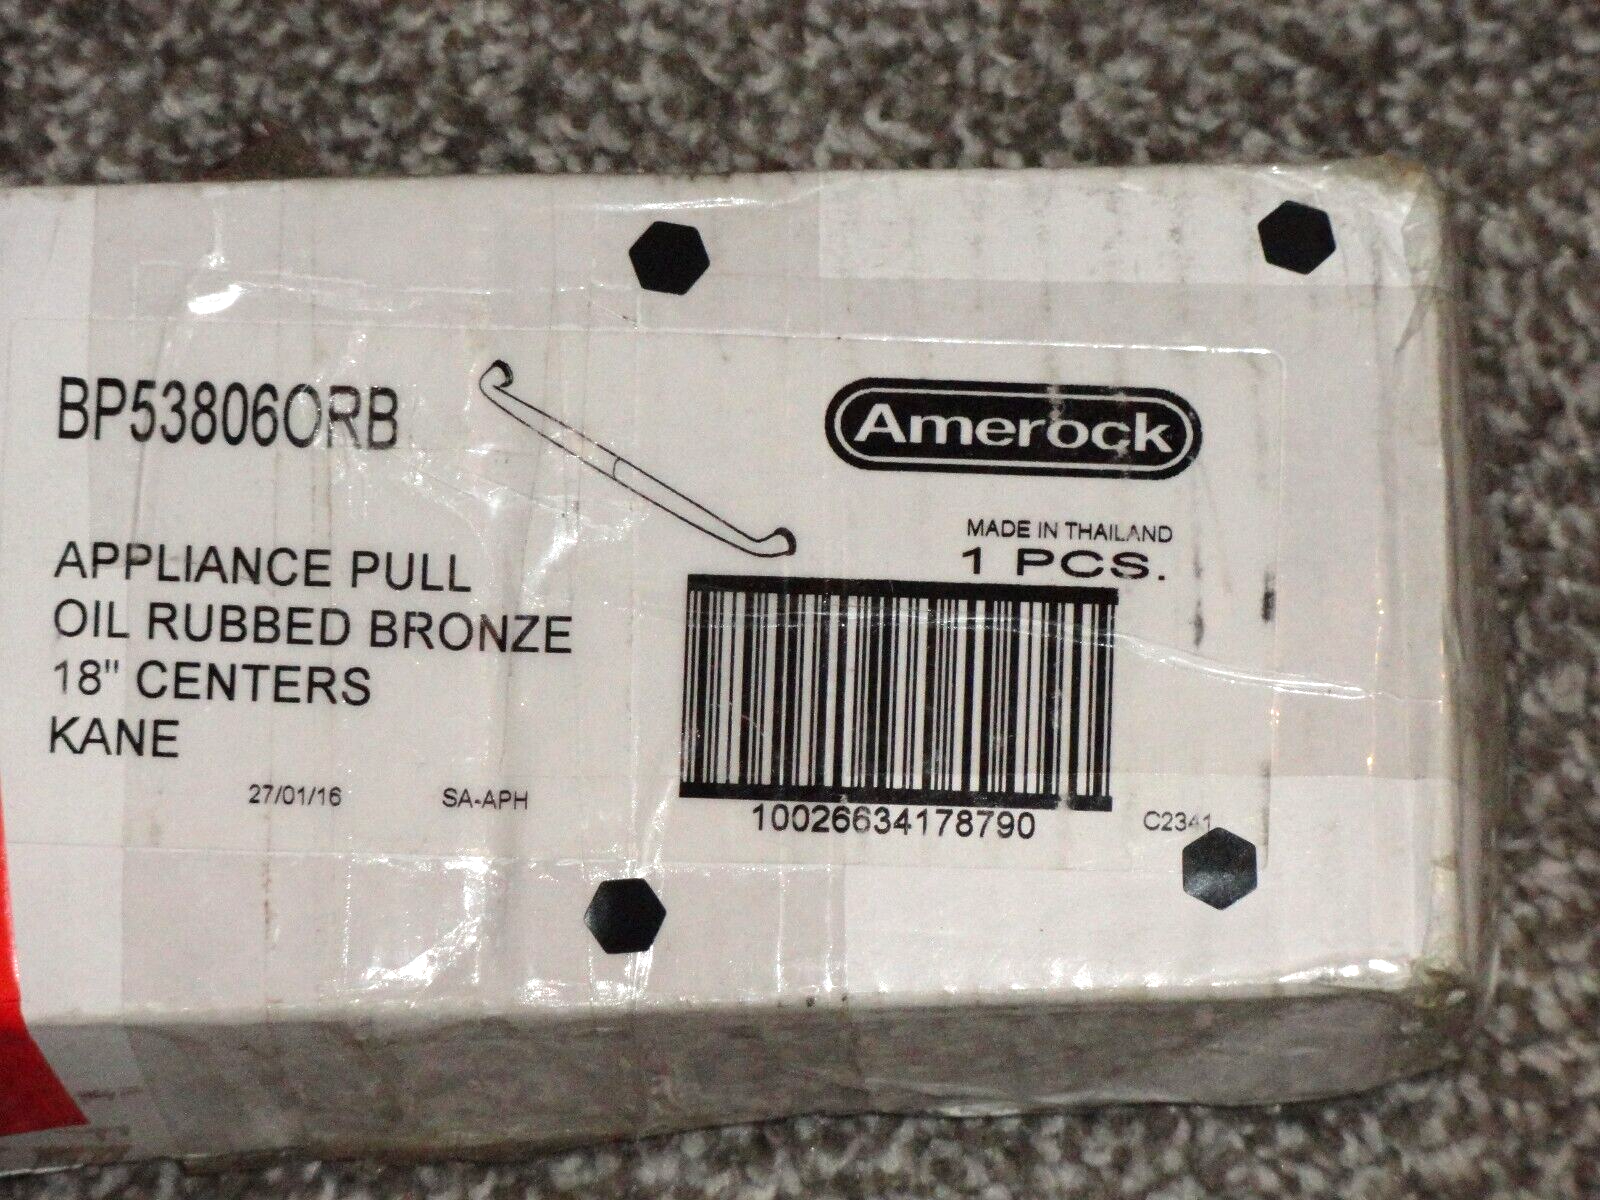 BP53806ORB
Amerock
MADE IN THAILAND
1 PCS.
APPLIANCE PULL
OIL RUBBED BRONZE
18" CENTERS
KANE
27/01/16
SA-APH
10026634178790
C2341